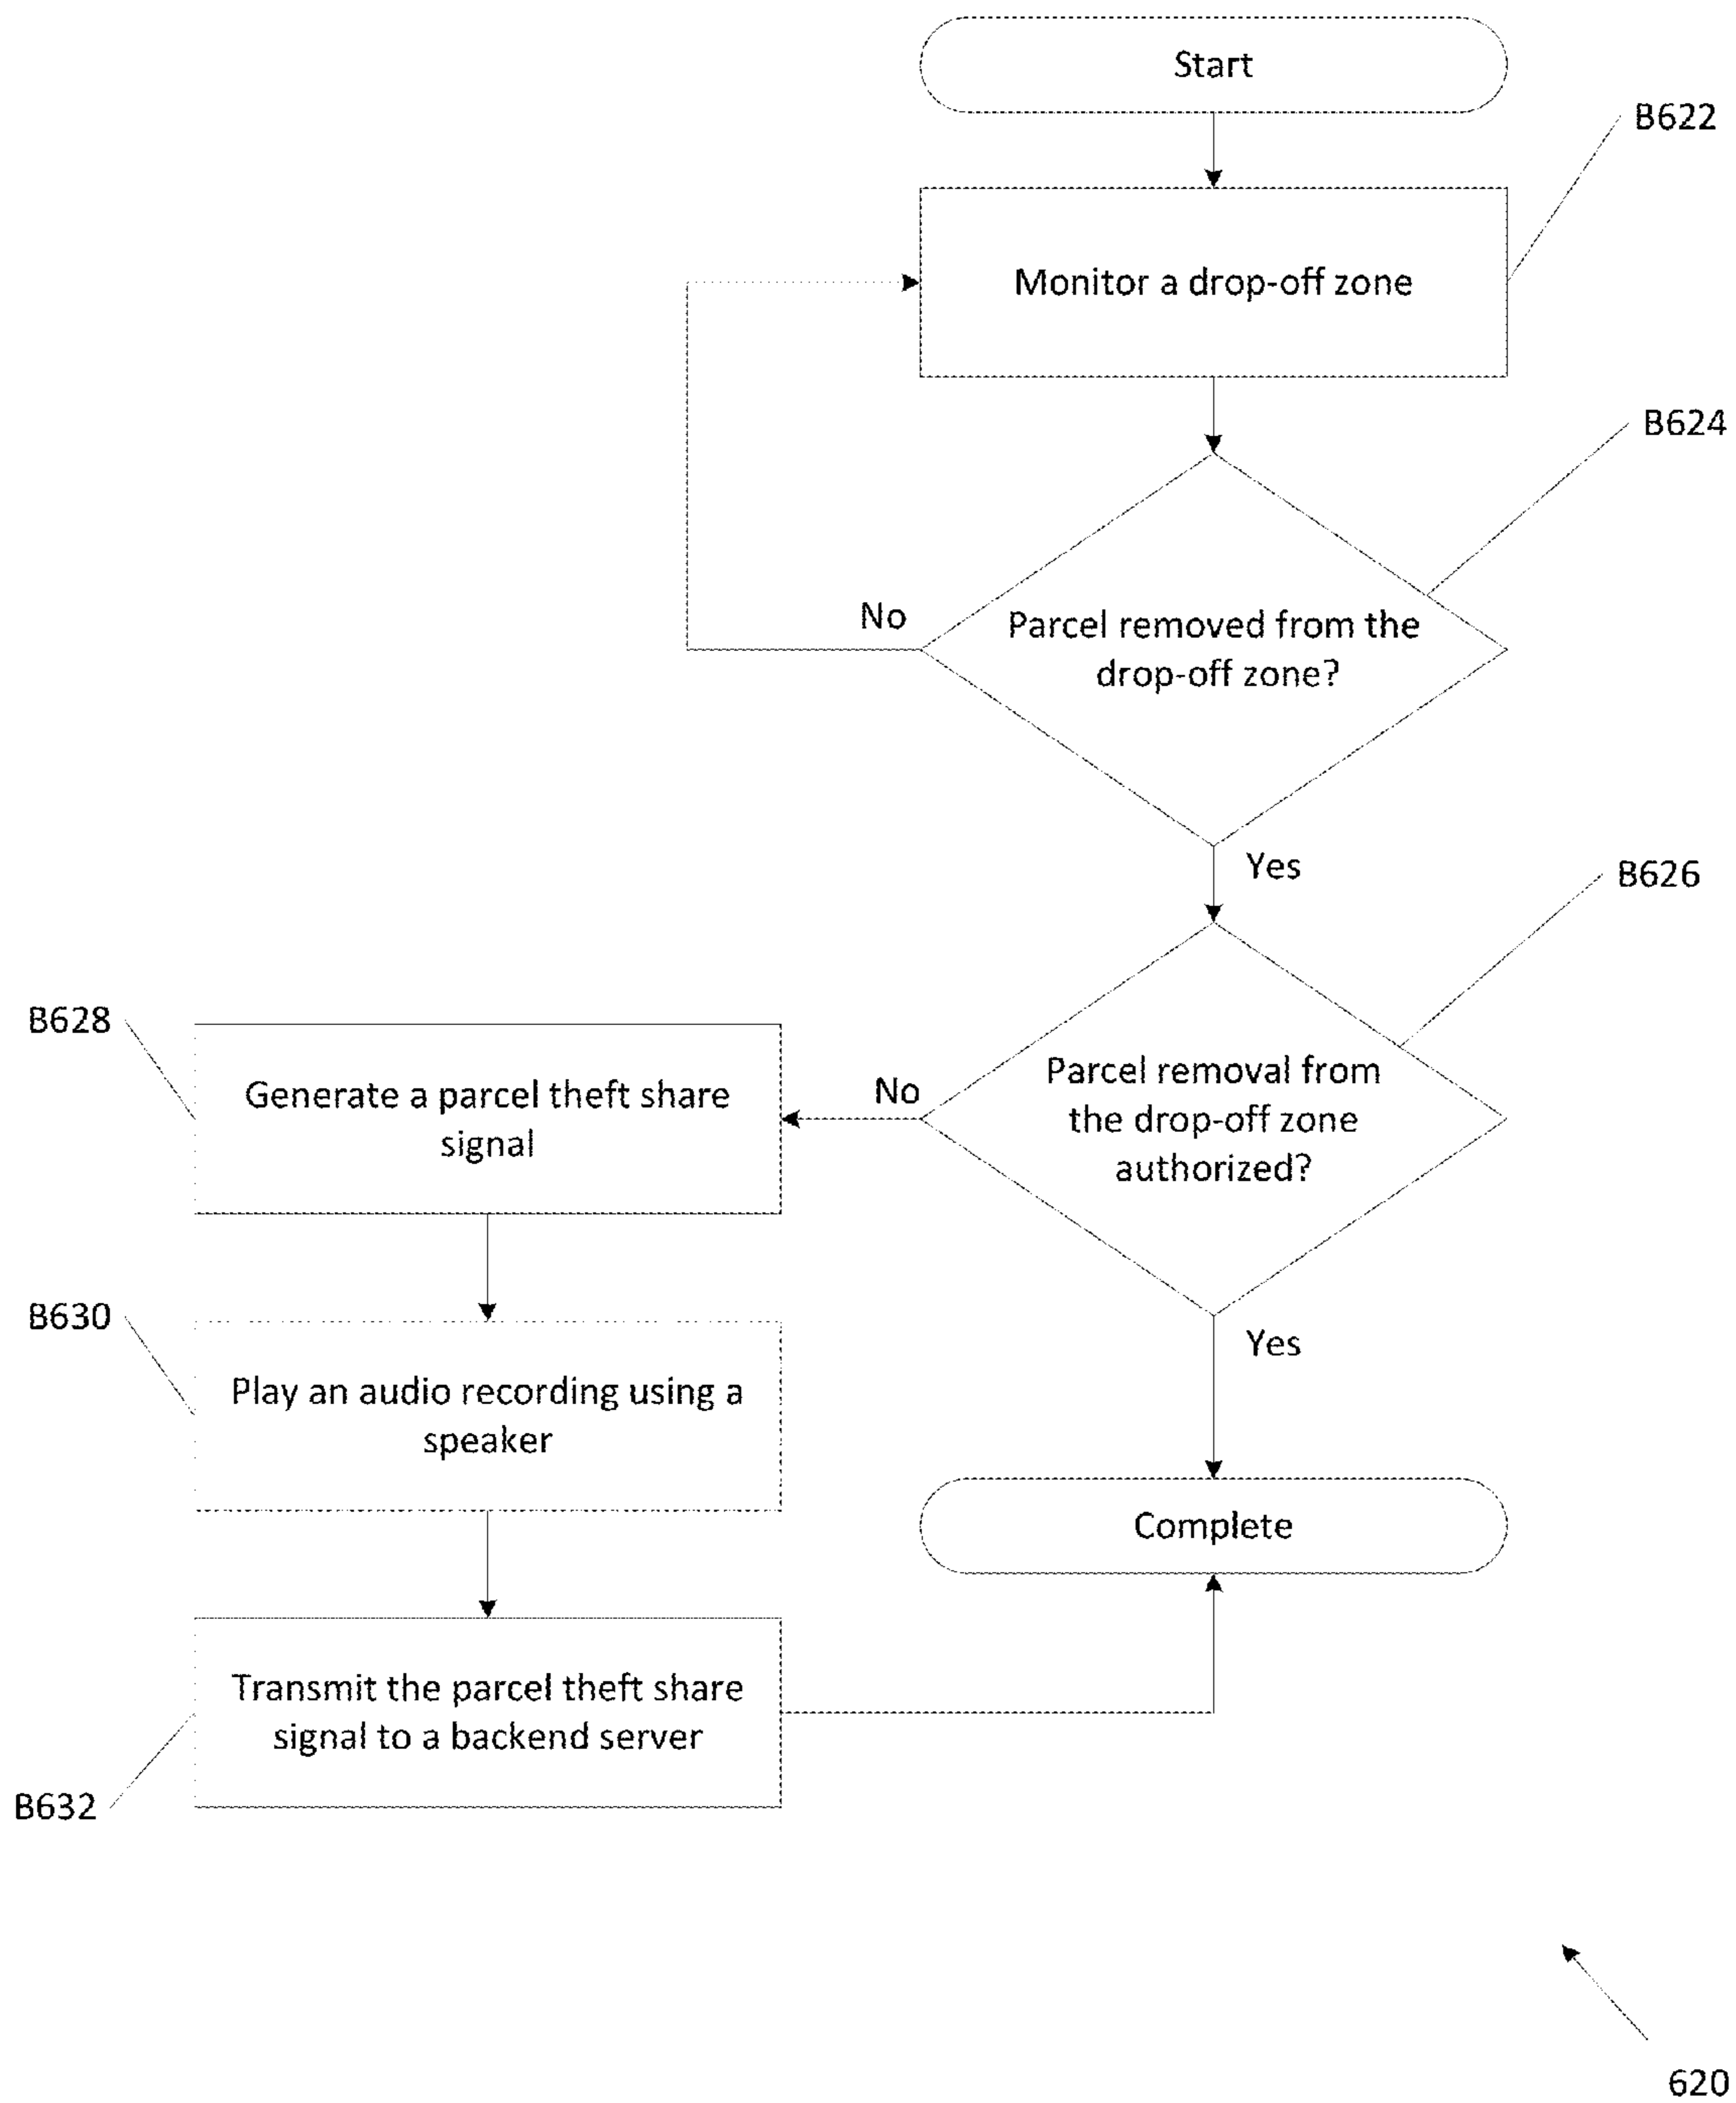 Start
B622
Monitor a drop-off zone
B624
No
Parcel removed from the
drop-off zone?
Yes
B626
B628
Generate a parcel theft share
signal
No
Parcel removal from
the drop-off zone
authorized?
B630
Play an audio recording using a
speaker
Yes
Complete
Transmit the parcel theft share
signal to a backend server
B632
620